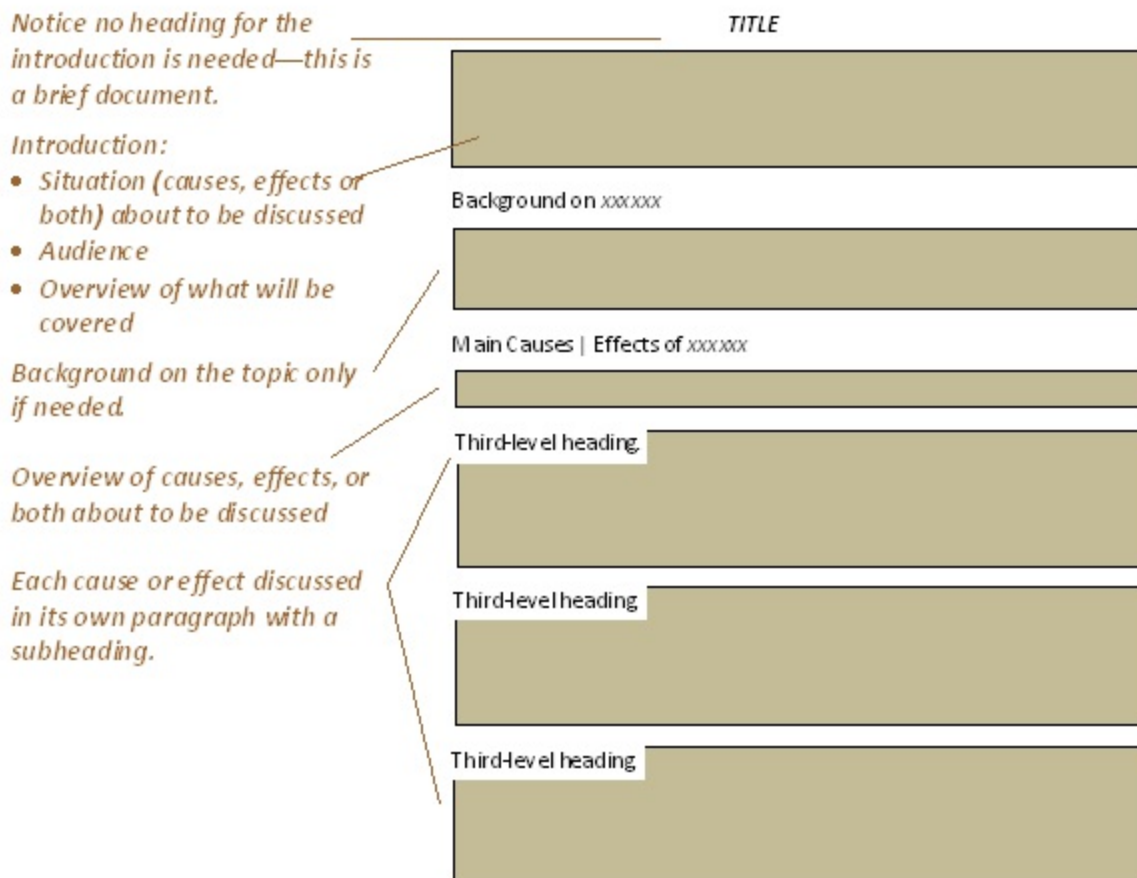 Notice no heading for the
introduction is needed—this is
a brief document.
Introduction:
• Situation (causes, effects or
both) about to be discussed
• Audience
• Overview of what will be
covered
Background on the topic only
if needed.
Overview of causes, effects, or
both about to be discussed
Each cause or effect discussed
in its own paragraph with a
subheading.
TITLE
Background on xxxxxx
Main Causes | Effects of xxxxxx
Third-level heading.
Third-level heading
Third-level heading